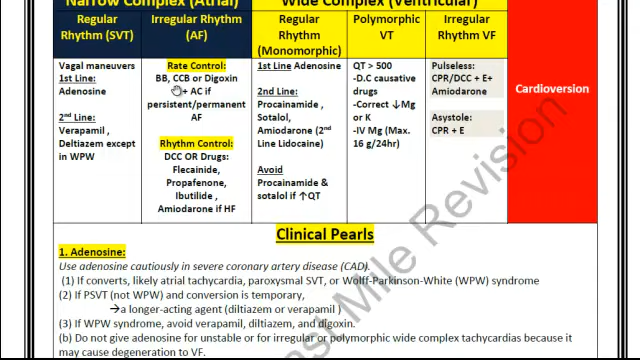 Narrow Complex (Atrial)
Wide Complex (Ventricular)
Regular
Rhythm (SVT)
Irregular Rhythm
(AF)
Regular
Rhythm
(Monomorphic)
Polymorphic
VT
Irregular
Rhythm VF
Vagal maneuvers
1st Line:
Adenosine
2nd Line:
Verapamil,
Deltiazem except
in WPW
Rate Control:
BB, CCB or Digoxin
+ AC if
persistent/permanent
AF
Rhythm Control:
DCC OR Drugs:
Flecainide,
Propafenone,
Ibutilide ,
Amiodarone if HF
1st Line Adenosine
2nd Line:
Procainamide ,
Sotalol,
Amiodarone (2nd
Line Lidocaine)
Avoid
Procainamide &
sotalol if ↑QT
QT > 500
-D.C causative
drugs
-Correct ↓Mg
or K
-IV Mg (Max.
16 g/24hr)
Pulseless:
CPR/DCC + E+
Amiodarone
Asystole:
CPR + E
Cardioversion
Clinical Pearls
1. Adenosine:
Use adenosine cautiously in severe coronary artery disease (CAD).
(1) If converts, likely atrial tachycardia, paroxysmal SVT, or Wolff-Parkinson-White (WPW) syndrome
(2) If PSVT (not WPW) and conversion is temporary,
→a longer-acting agent (diltiazem or verapamil )
(3) If WPW syndrome, avoid verapamil, diltiazem, and digoxin.
(b) Do not give adenosine for unstable or for irregular or polymorphic wide complex tachycardias because it
may cause degeneration to VF.
Mile Revision